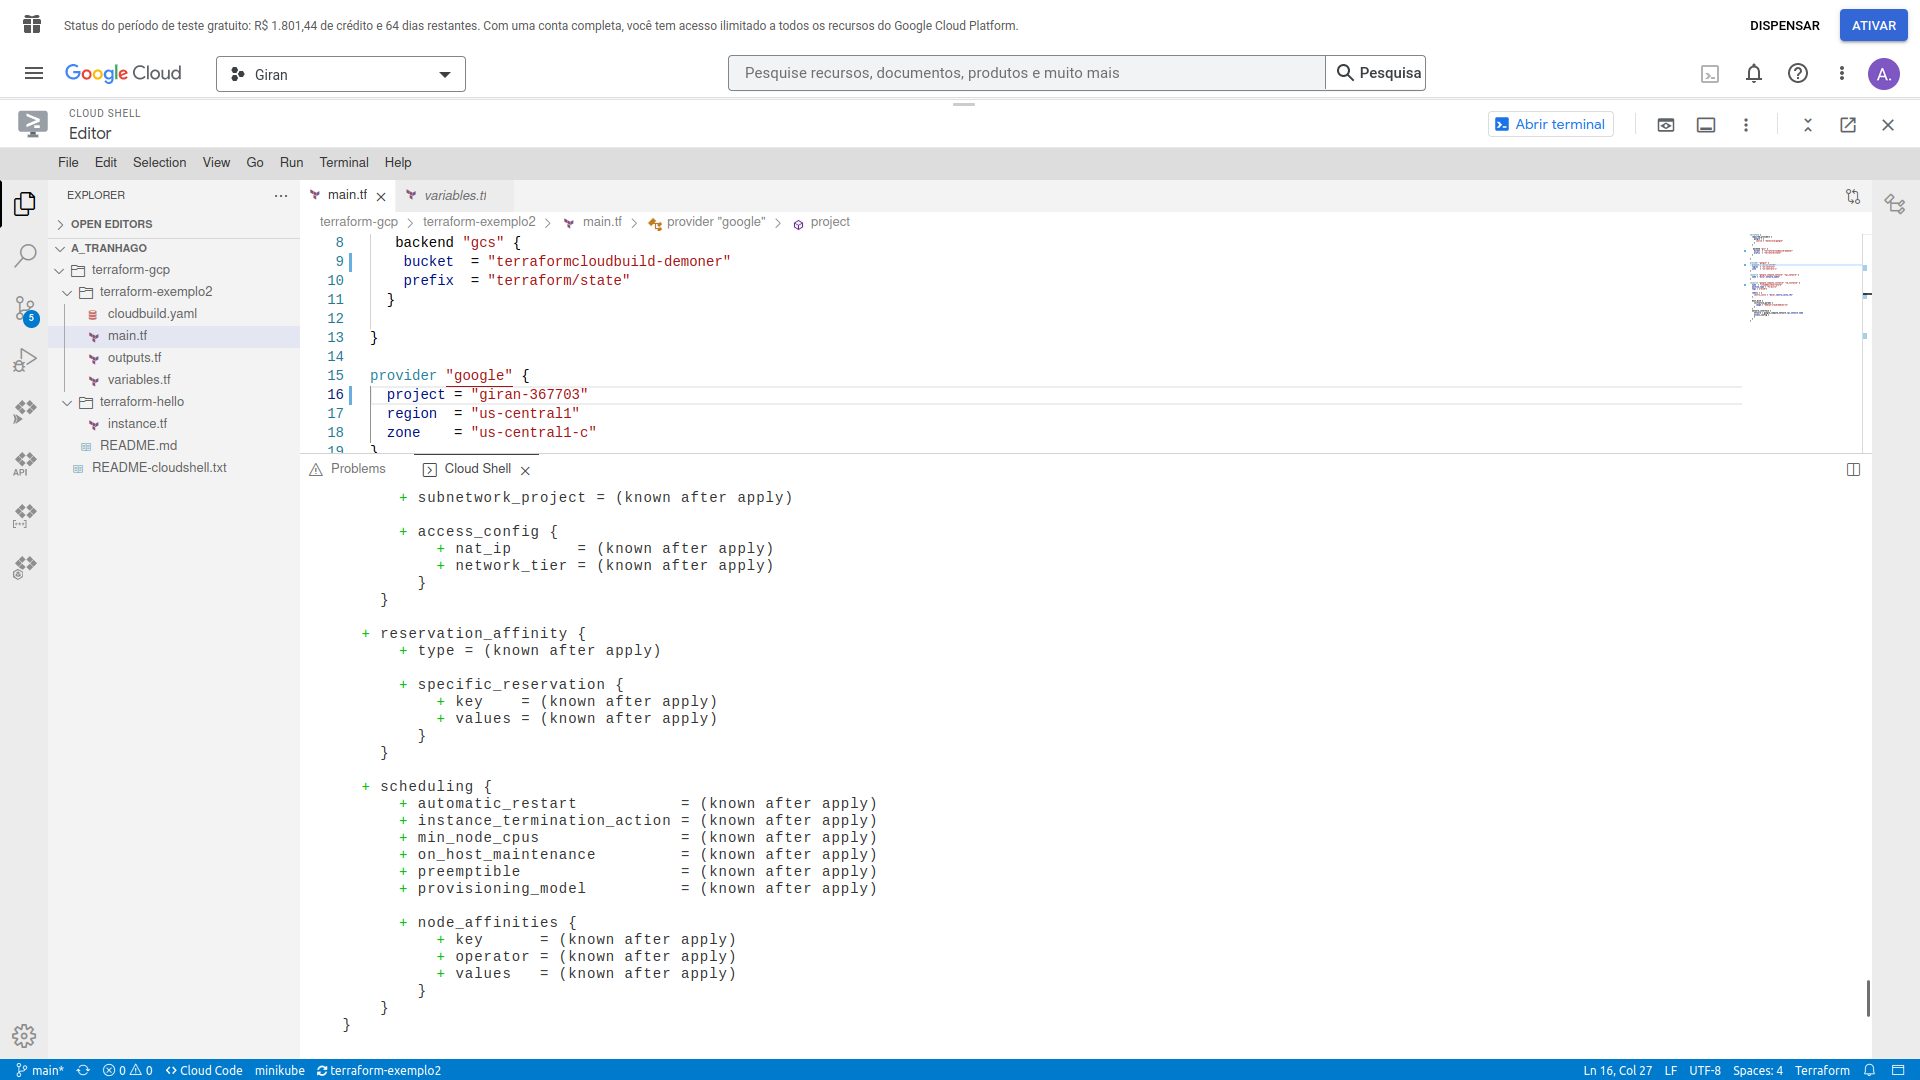 Status do período de teste gratuito: R$ 1.801,44 de crédito e 64 dias restantes. Com uma conta completa, você tem acesso ilimitado a todos os recursos do Google Cloud Platform.
DISPENSAR
ATIVAR
Google Cloud
Giran
Pesquise recursos, documentos, produtos e muito mais
Pesquisa
A.
CLOUD SHELL
Editor
Abrir terminal
File Edit Selection View Go Run Terminal Help
EXPLORER
OPEN EDITORS
A_TRANHAGO
terraform-gcp
terraform-exemplo2
cloudbuild.yaml
main.tf
outputs.tf
variables.tf
terraform-hello
instance.tf
README.md
README-cloudshell.txt
5
API
main.tf
variables.tf
terraform-gcp > terraform-exemplo2 > main.tf > provider "google" > project
8 backend "gcs" {
9 bucket = "terraformcloudbuild-demoner"
10 prefix = "terraform/state"
11 }
12
13 }
14
15 provider "google" {
16 project = "giran-367703"
17 region = "us-central1"
18 zone = "us-central1-c"
19 }
Problems
Cloud Shell
+ subnetwork_project = (known after apply)
+ access_config {
+ nat_ip = (known after apply)
+ network_tier = (known after apply)
}
}
+ reservation_affinity {
+ type = (known after apply)
+ specific_reservation {
+ key = (known after apply)
+ values = (known after apply)
}
}
+ scheduling {
+ automatic_restart = (known after apply)
+ instance_termination_action = (known after apply)
+ min_node_cpus = (known after apply)
+ on_host_maintenance = (known after apply)
+ preemptible = (known after apply)
+ provisioning_model = (known after apply)
+ node_affinities {
+ key = (known after apply)
+ operator = (known after apply)
+ values = (known after apply)
}
}
}
main* 0 0 Cloud Code minikube terraform-exemplo2
Ln 16, Col 27 LF UTF-8 Spaces: 4 Terraform